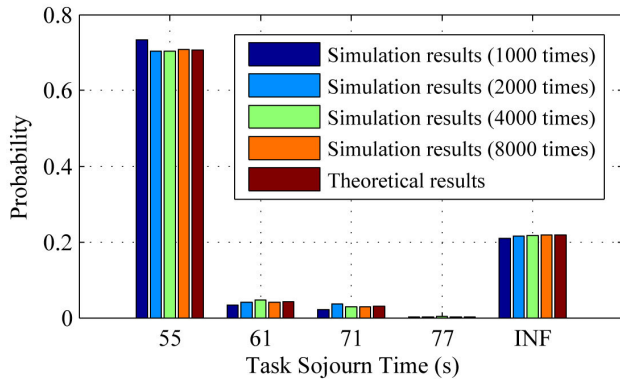 0.8
0.6
0.4
0.2
0
Probability
Simulation results (1000 times)
Simulation results (2000 times)
Simulation results (4000 times)
Simulation results (8000 times)
Theoretical results
55 61 71 77 INF
Task Sojourn Time (s)